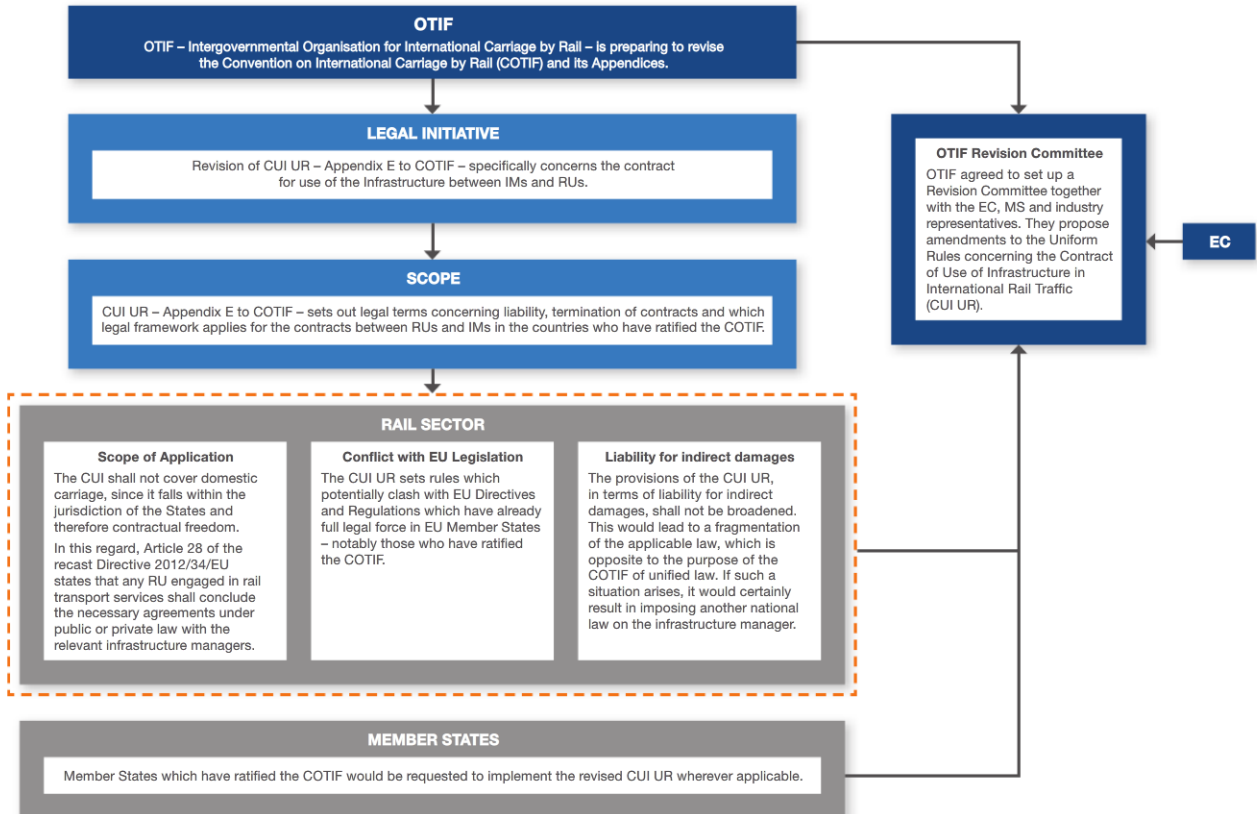 OTIF
OTIF – Intergovernmental Organisation for International Carriage by Rail – is preparing to revise
the Convention on International Carriage by Rail (COTIF) and its Appendices.
LEGAL INITIATIVE
Revision of CUI UR – Appendix E to COTIF – specifically concerns the contract
for use of the Infrastructure between IMs and RUs.
SCOPE
CUI UR – Appendix E to COTIF – sets out legal terms concerning liability, termination of contracts and which
legal framework applies for the contracts between RUs and IMs in the countries who have ratified the COTIF.
OTIF Revision Committee
OTIF agreed to set up a
Revision Committee together
with the EC, MS and industry
representatives. They propose
amendments to the Uniform
Rules concerning the Contract
of Use of Infrastructure in
International Rail Traffic
(CUI UR).
EC
RAIL SECTOR
Scope of Application
The CUI shall not cover domestic
carriage, since it falls within the
jurisdiction of the States and
therefore contractual freedom.
In this regard, Article 28 of the
recast Directive 2012/34/EU
states that any RU engaged in rail
transport services shall conclude
the necessary agreements under
public or private law with the
relevant infrastructure managers.
Conflict with EU Legislation
The CUI UR sets rules which
potentially clash with EU Directives
and Regulations which have already
full legal force in EU Member States
– notably those who have ratified
the COTIF.
Liability for indirect damages
The provisions of the CUI UR,
in terms of liability for indirect
damages, shall not be broadened.
This would lead to a fragmentation
of the applicable law, which is
opposite to the purpose of the
COTIF of unified law. If such a
situation arises, it would certainly
result in imposing another national
law on the infrastructure manager.
MEMBER STATES
Member States which have ratified the COTIF would be requested to implement the revised CUI UR wherever applicable.